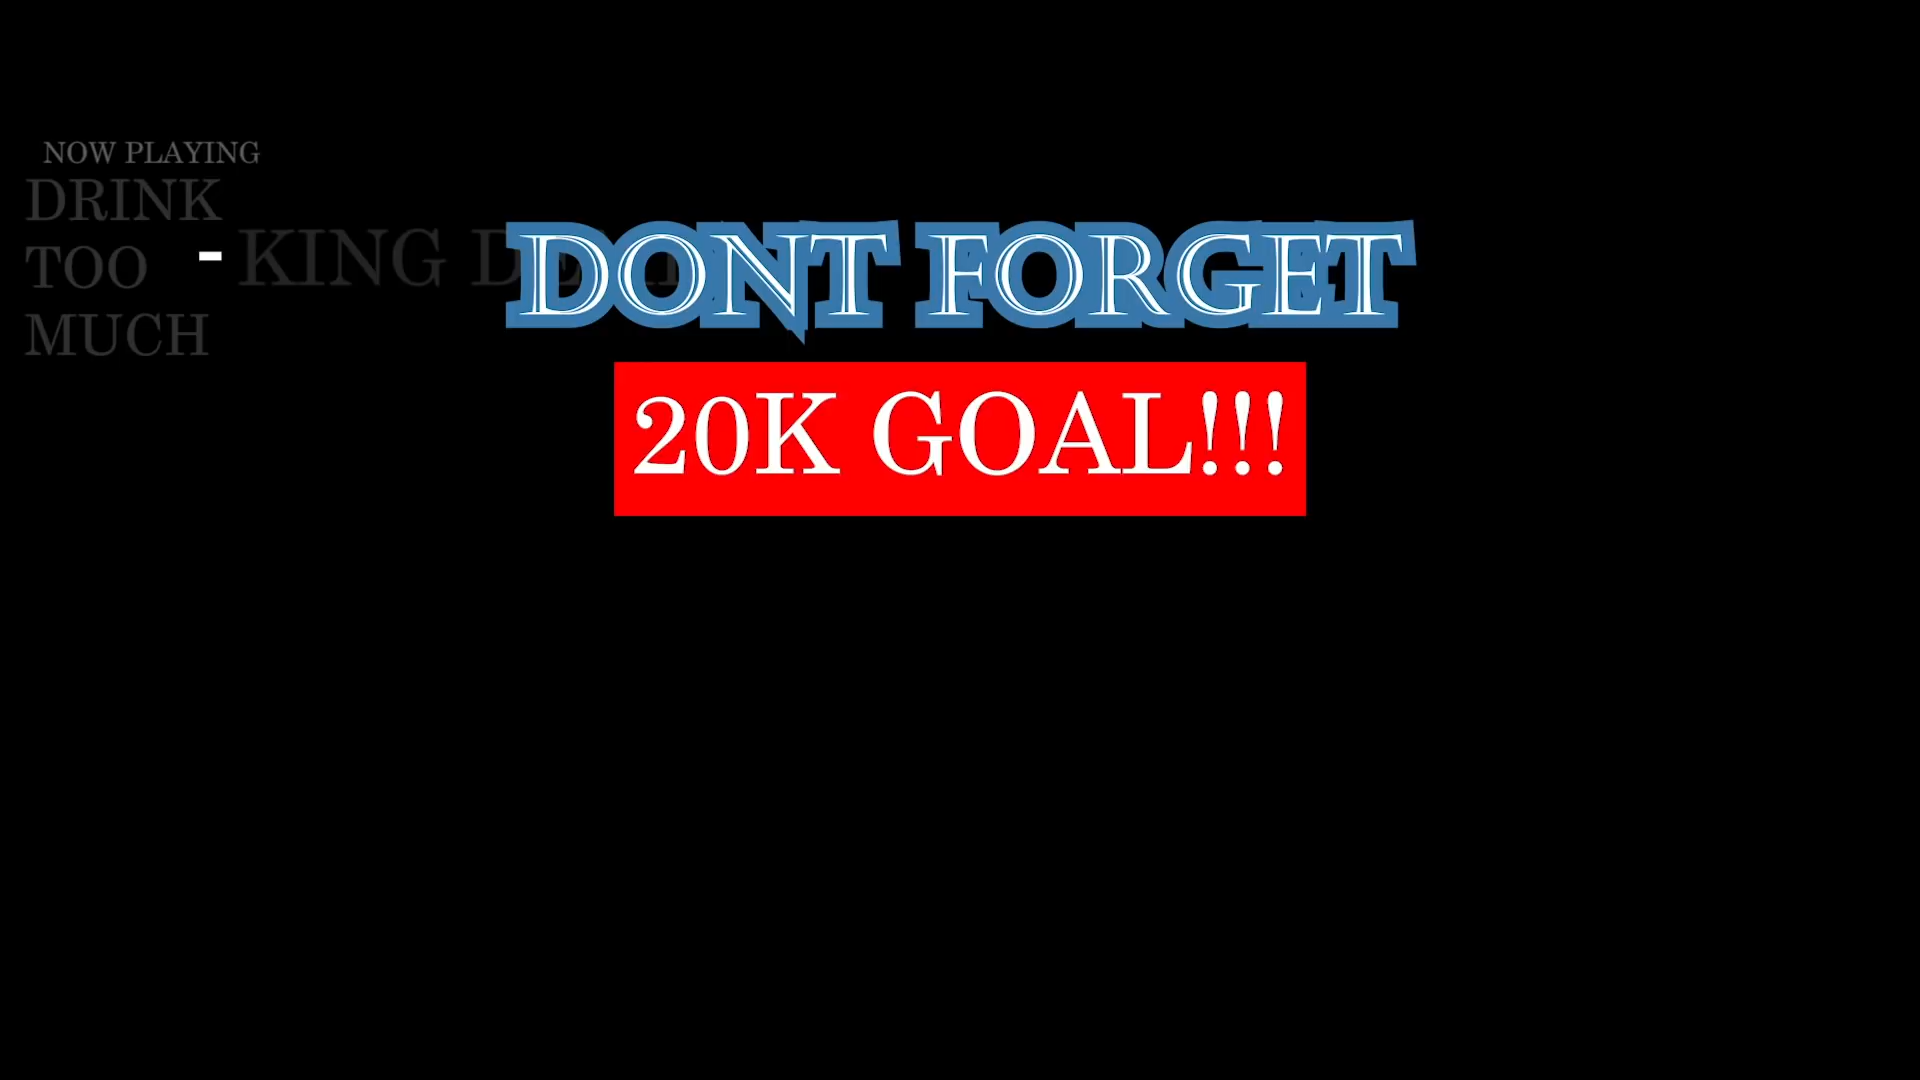 NOW PLAYING
DRINK
TOO
MUCH
- KING
DONT FORGET
20K GOAL!!!